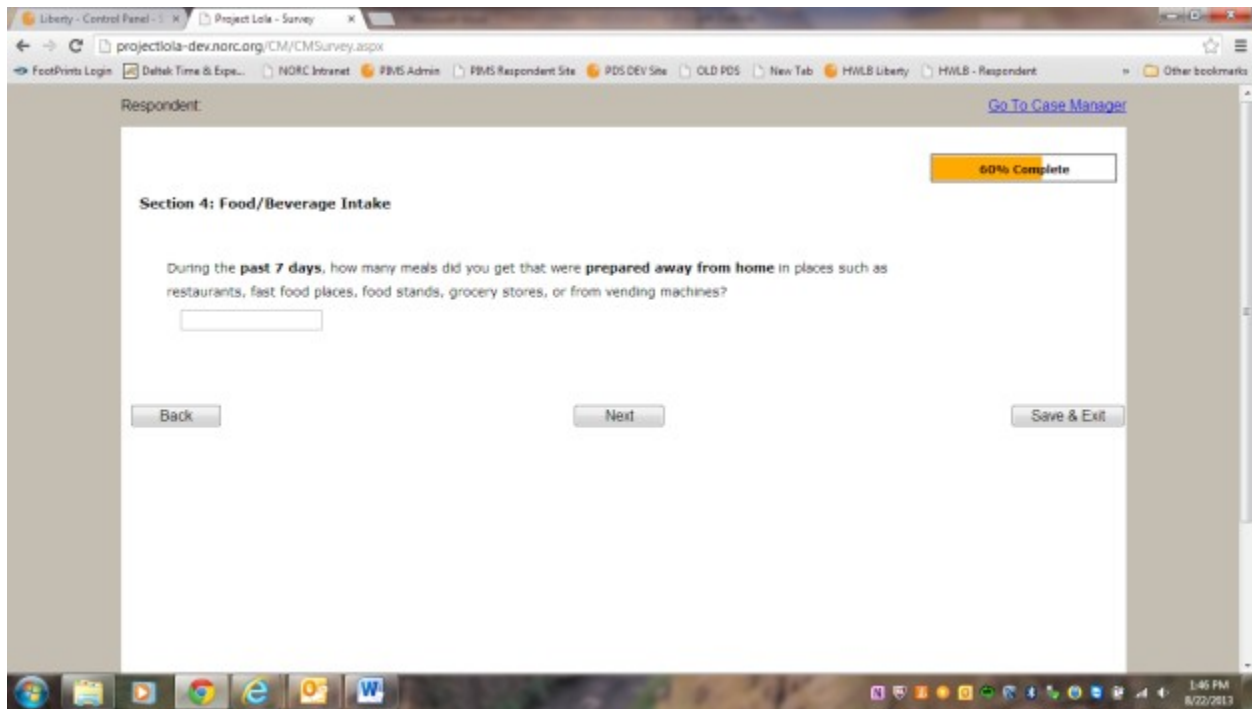 Liberty - Control Panel - S
Project Lola - Survey
projectlola-dev.norc.org/CM/CMSurvey.aspx
FootPrints Login
Deltek Time & Expe...
NORC Intranet
PIMS Admin
PIMS Respondent Site
PDS DEV Site
OLD PDS
New Tab
HWLB Liberty
HWLB - Respondent
»
Other bookmarks
Respondent:
Go To Case Manager
60% Complete
Section 4: Food/Beverage Intake
During the past 7 days, how many meals did you get that were prepared away from home in places such as
restaurants, fast food places, food stands, grocery stores, or from vending machines?
Back
Next
Save & Exit
1:46 PM
8/22/2013